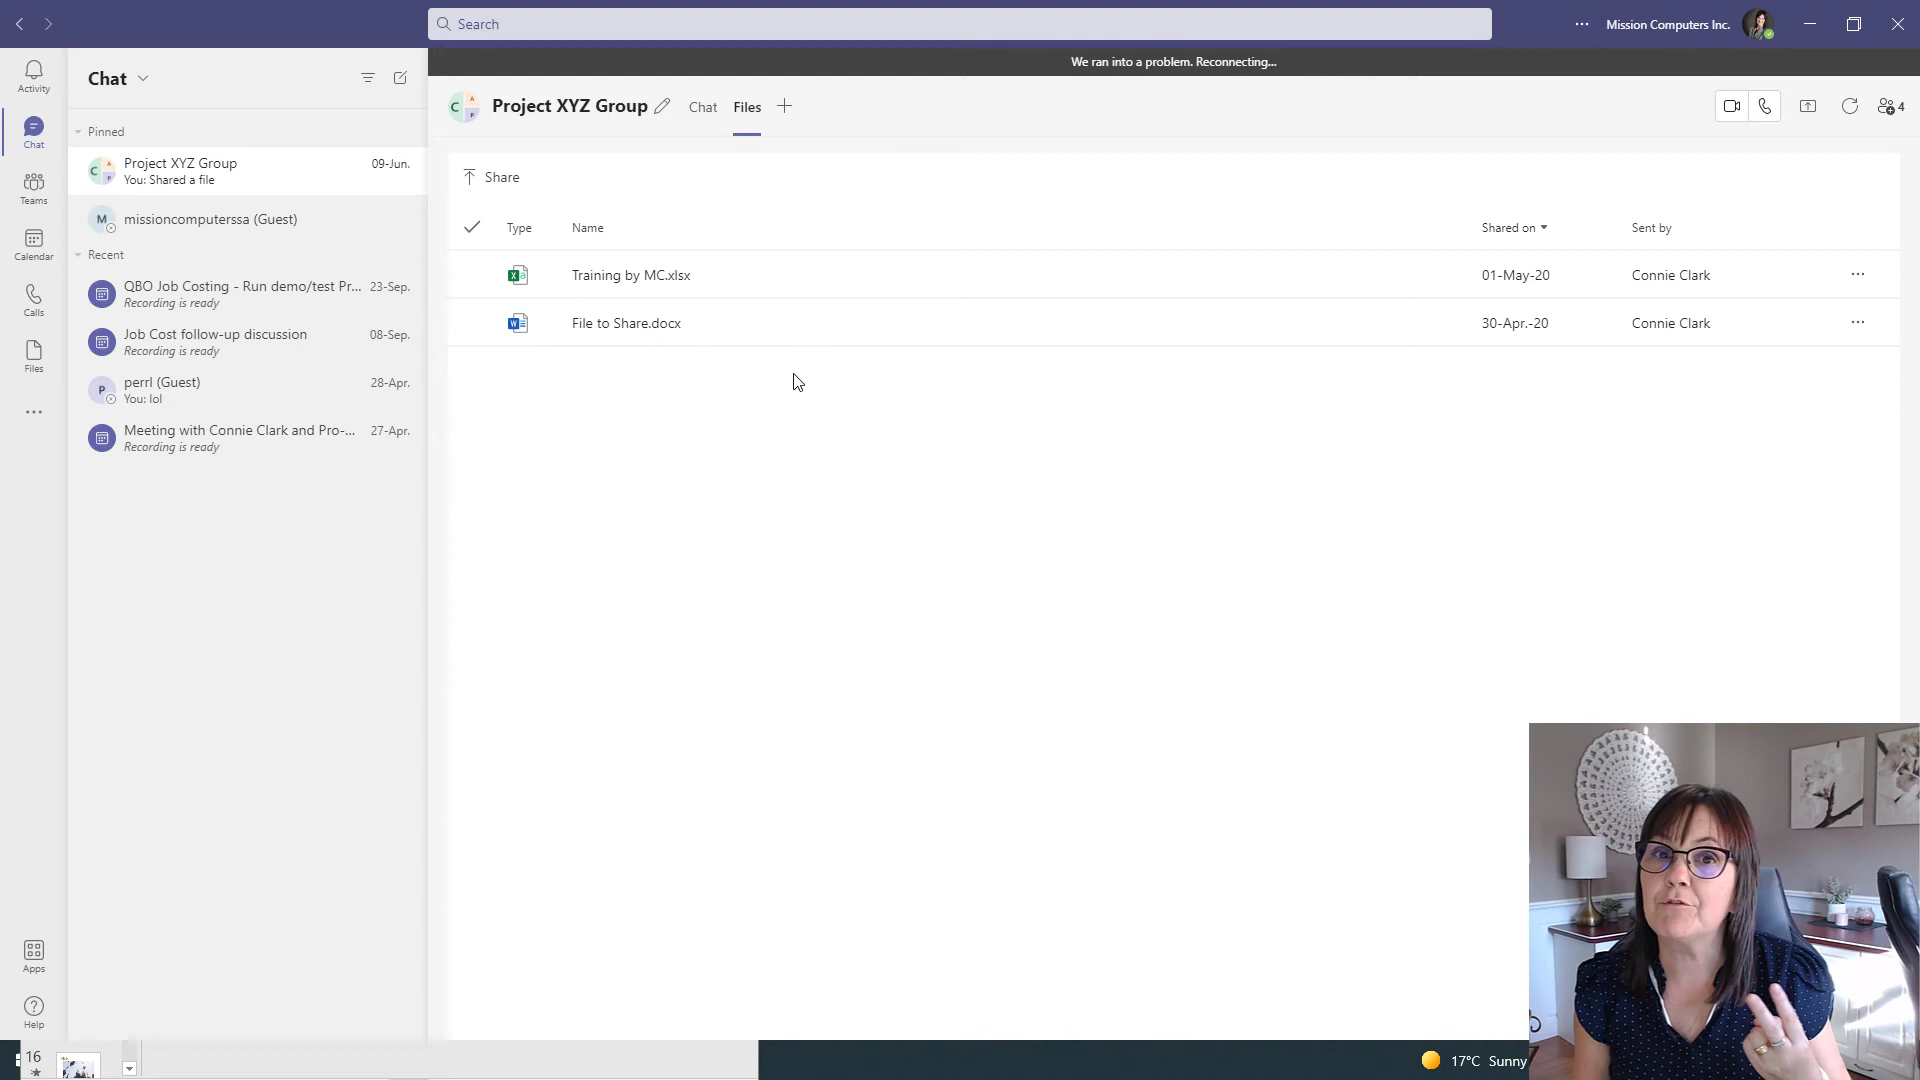 Search
Mission Computers Inc.
We ran into a problem. Reconnecting...
Activity
Chat
Teams
Calendar
Calls
Files
Apps
Help
Chat
Pinned
Project XYZ Group 09-Jun.
You: Shared a file
M missioncomputerssa (Guest)
Recent
QBO Job Costing - Run demo/test Pr... 23-Sep.
Recording is ready
Job Cost follow-up discussion 08-Sep.
Recording is ready
P perrl (Guest) 28-Apr.
You: lol
Meeting with Connie Clark and Pro-... 27-Apr.
Recording is ready
C A P Project XYZ Group Chat Files 4
Share
Type Name Shared on Sent by
Training by MC.xlsx 01-May-20 Connie Clark
File to Share.docx 30-Apr.-20 Connie Clark
16
17°C Sunny